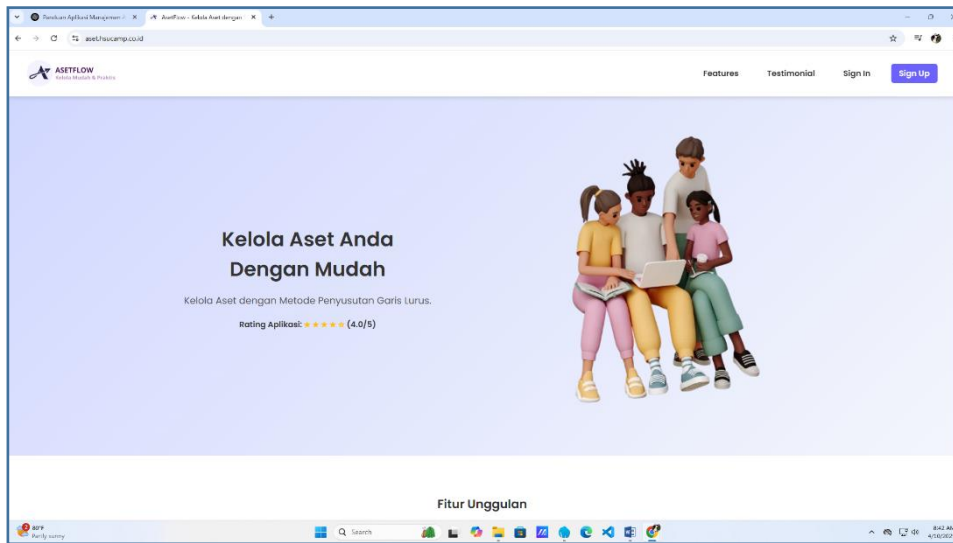 Panduan Aplikasi Manajemen
AsetFlow - Kelola Aset dengan
aset.hsucamp.co.id
ASETFLOW
Kelola Mudah & Praktis
Features
Testimonial
Sign In
Sign Up
Kelola Aset Anda
Dengan Mudah
Kelola Aset dengan Metode Penyusutan Garis Lurus.
Rating Aplikasi: ★★★★★ (4.0/5)
Fitur Unggulan
2
80°F
Partly sunny
Search
8:42 AM